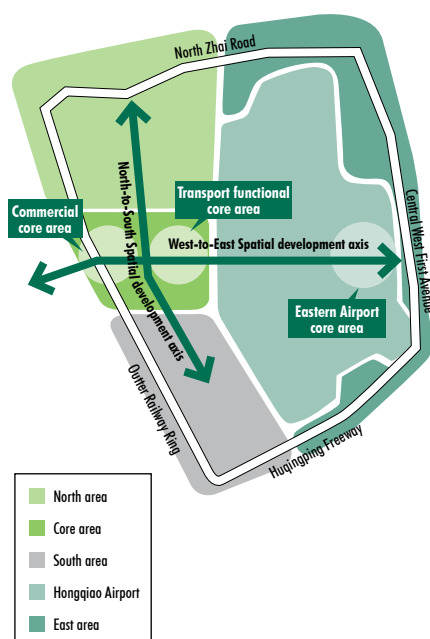 North Zhai Road
Transport functional
core area
Commercial
core area
North-to-South Spatial
development axis
West-to-East Spatial development axis
Central West First Avenue
Eastern Airport
core area
Outter Railway Ring
Huqingping Freeway
North area
Core area
South area
Hongqiao Airport
East area